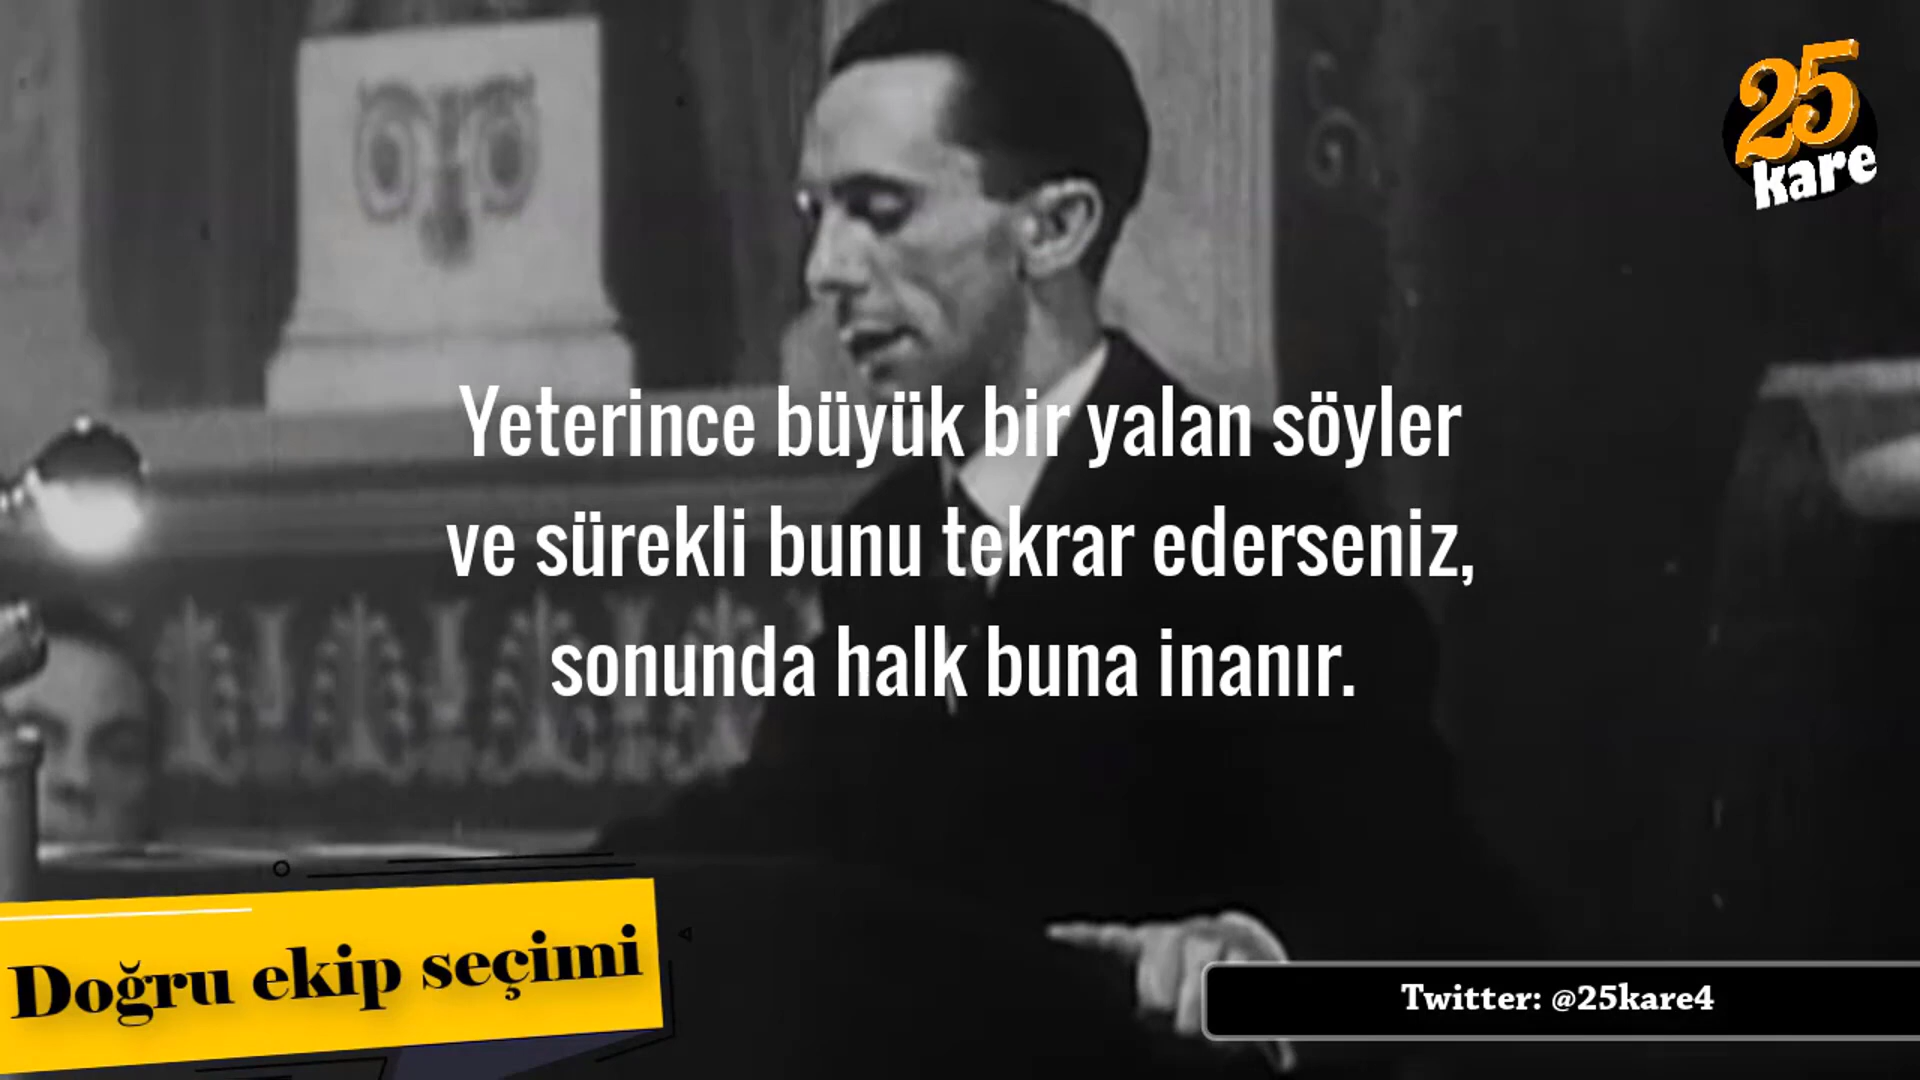 25
kare
Yeterince büyük bir yalan söyler
ve sürekli bunu tekrar ederseniz,
sonunda halk buna inanır.
Doğru ekip seçimi
Twitter: @25kare4